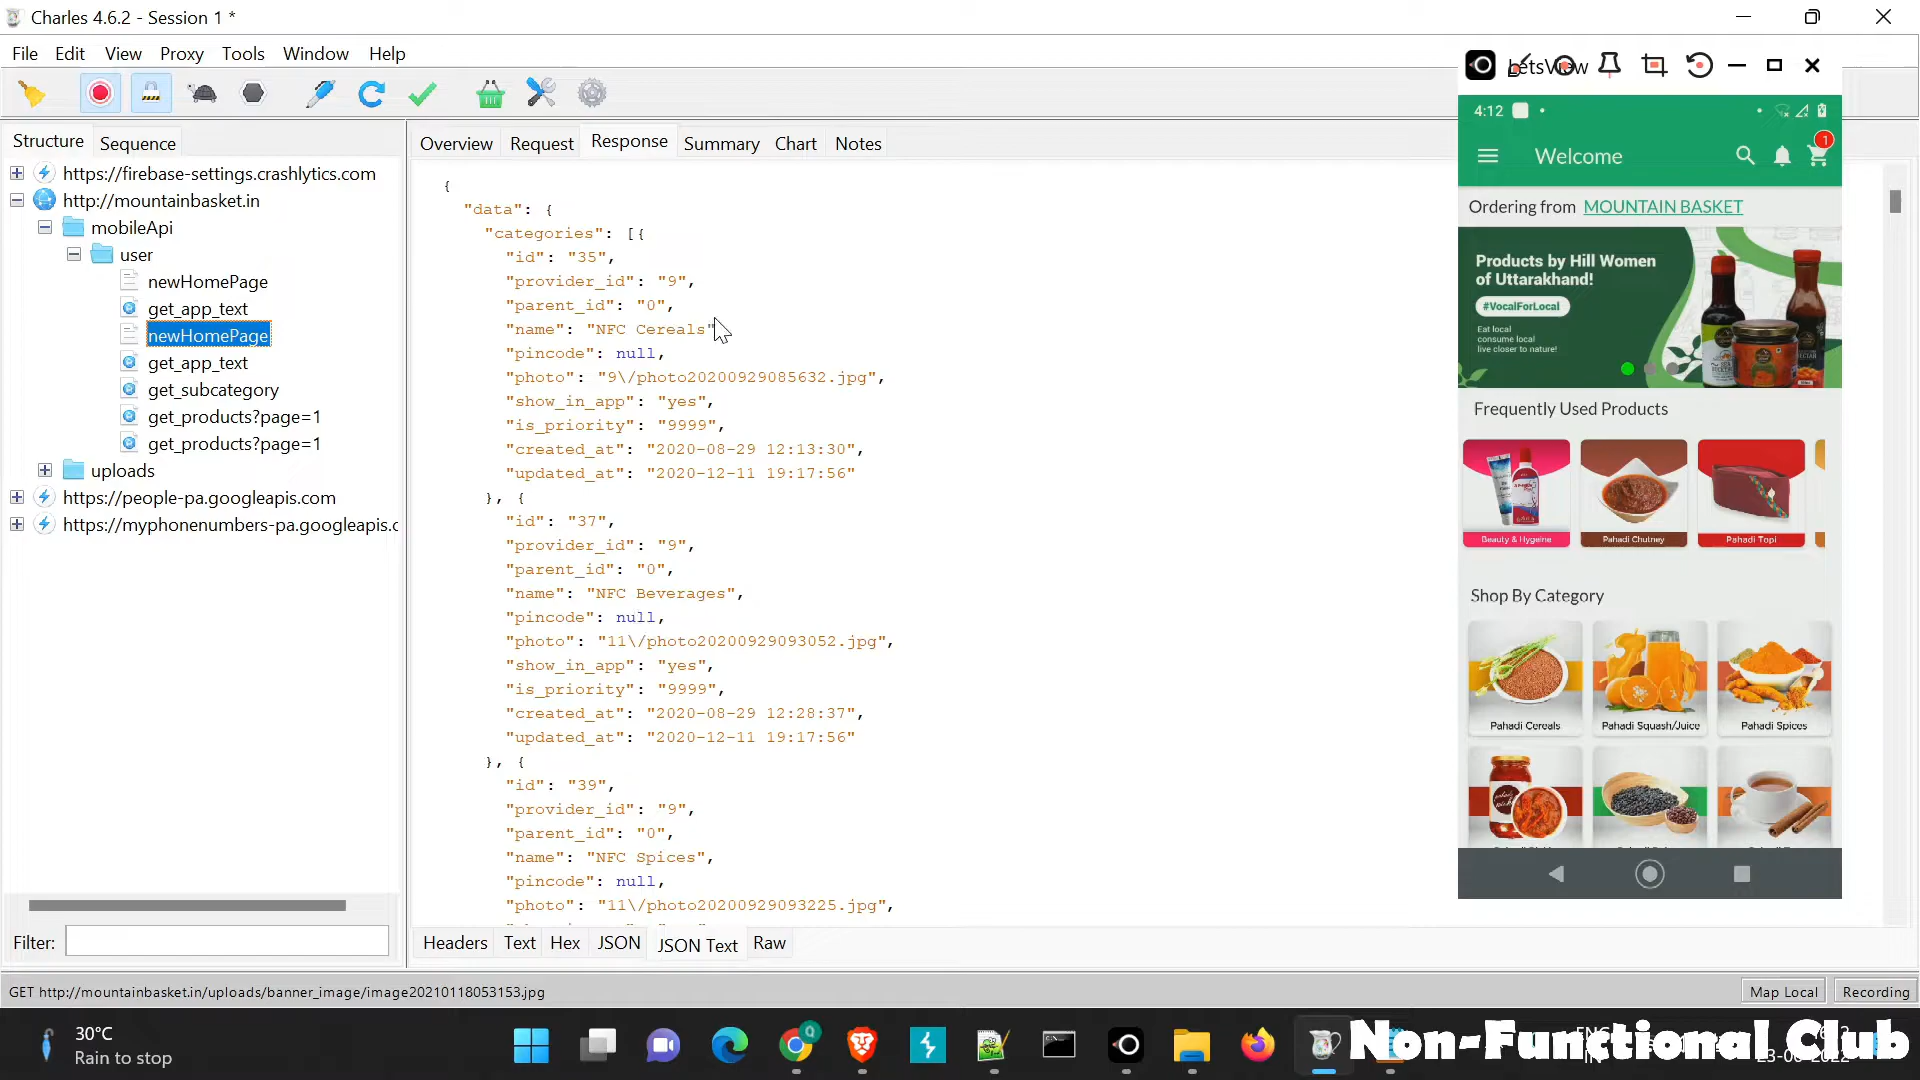 Charles 4.6.2 - Session 1 *
File Edit View Proxy Tools Window Help
Structure Sequence
https://firebase-settings.crashlytics.com
http://mountainbasket.in
mobileApi
user
newHomePage
get_app_text
newHomePage
get_app_text
get_subcategory
get_products?page=1
get_products?page=1
uploads
https://people-pa.googleapis.com
https://myphonenumbers-pa.googleapis.c
Filter:
Overview Request Response Summary Chart Notes
{
"data": {
"categories": [{
"id": "35",
"provider_id": "9",
"parent_id": "0",
"name": "NFC Cereals"
"pincode": null,
"photo": "9\/photo20200929085632.jpg",
"show_in_app": "yes",
"is_priority": "9999",
"created_at": "2020-08-29 12:13:30",
"updated_at": "2020-12-11 19:17:56"
}, {
"id": "37",
"provider_id": "9",
"parent_id": "0",
"name": "NFC Beverages",
"pincode": null,
"photo": "11\/photo20200929093052.jpg",
"show_in_app": "yes",
"is_priority": "9999",
"created_at": "2020-08-29 12:28:37",
"updated_at": "2020-12-11 19:17:56"
}, {
"id": "39",
"provider_id": "9",
"parent_id": "0",
"name": "NFC Spices",
"pincode": null,
"photo": "11\/photo20200929093225.jpg",
Headers Text Hex JSON JSON Text Raw
LetsView
4:12
Welcome
1
Ordering from MOUNTAIN BASKET
Products by Hill Women
of Uttarakhand!
#VocalForLocal
Eat local
consume local
live closer to nature!
Frequently Used Products
Beauty & Hygeine Pahadi Chutney Pahadi Topi
Shop By Category
Pahadi Cereals Pahadi Squash/Juice Pahadi Spices
GET http://mountainbasket.in/uploads/banner_image/image20210118053153.jpg
Map Local Recording
30°C
Rain to stop
Non-Functional Club